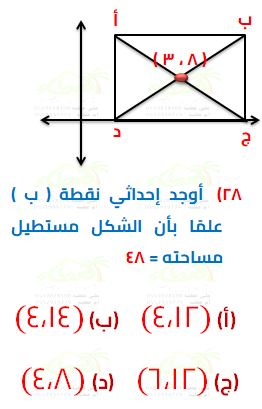 أ ب
(٣ ، ٨)
د ج
٢٨) أوجد إحداثي نقطة ( ب )
علمًا بأن الشكل مستطيل
مساحته = ٤٨
(أ) (٤،١٢) (ب) (٤،١٤)
(ج) (٦،١٢) (د) (٤،٨)